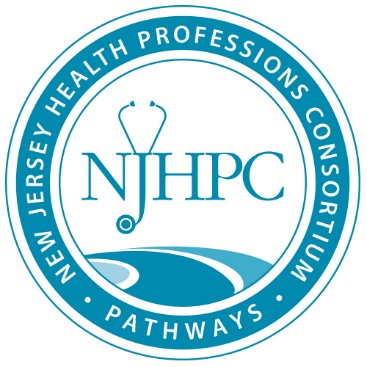 NEW JERSEY HEALTH PROFESSIONS CONSORTIUM
NJHPC
• PATHWAYS •